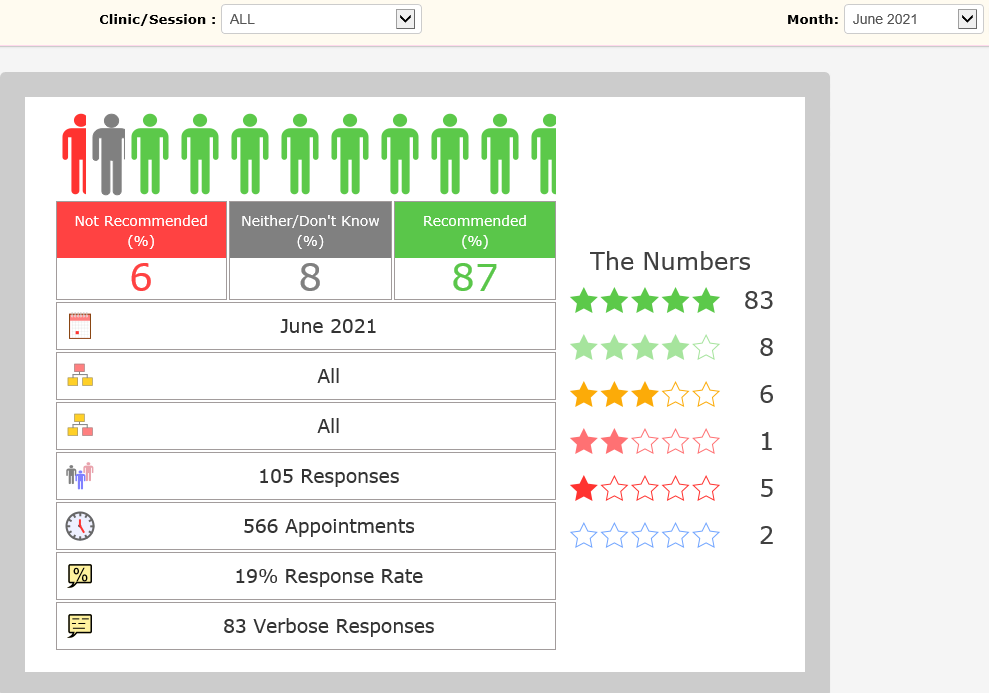 Clinic/Session : ALL Month: June 2021
Not Recommended (%)
Neither/Don't Know (%)
Recommended (%)
6 8 87
June 2021
All
All
105 Responses
566 Appointments
% 19% Response Rate
83 Verbose Responses
The Numbers
83
8
6
1
5
2